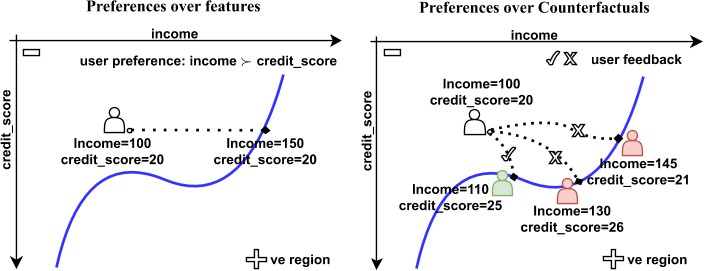 Preferences over features
income
user preference: income ≻ credit_score
credit_score
Income=100
credit_score=20
Income=150
credit_score=20
ve region
Preferences over Counterfactuals
income
✓ X user feedback
credit_score
Income=100
credit_score=20
X
✓
X
Income=145
credit_score=21
Income=110
credit_score=25
Income=130
credit_score=26
ve region